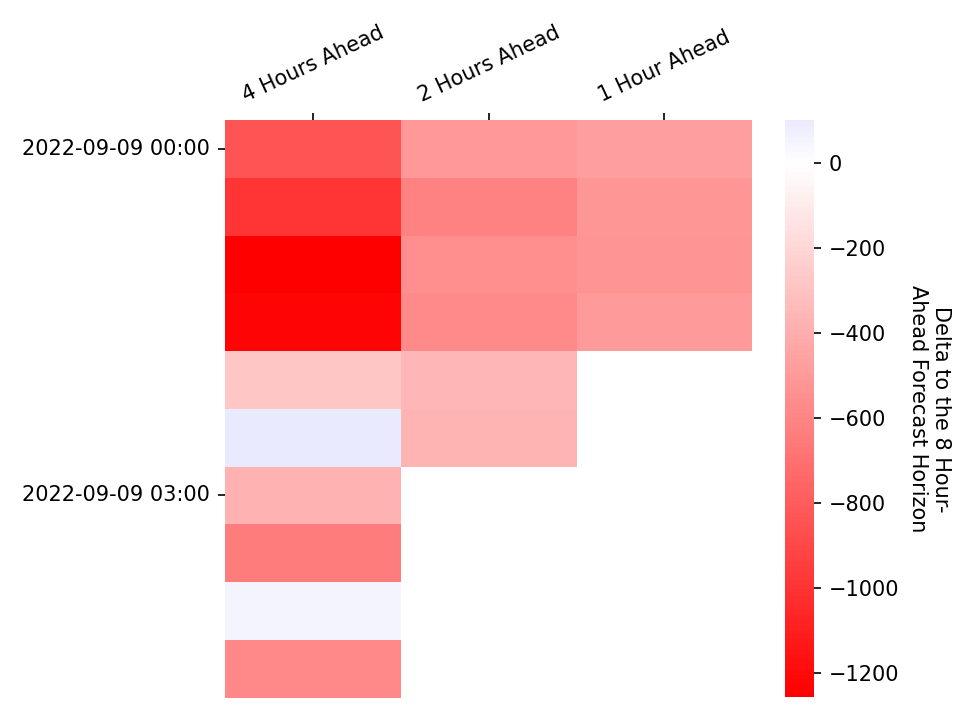 4 Hours Ahead
2 Hours Ahead
1 Hour Ahead
2022-09-09 00:00
2022-09-09 03:00
0
−200
−400
−600
−800
−1000
−1200
Delta to the 8 Hour-
Ahead Forecast Horizon